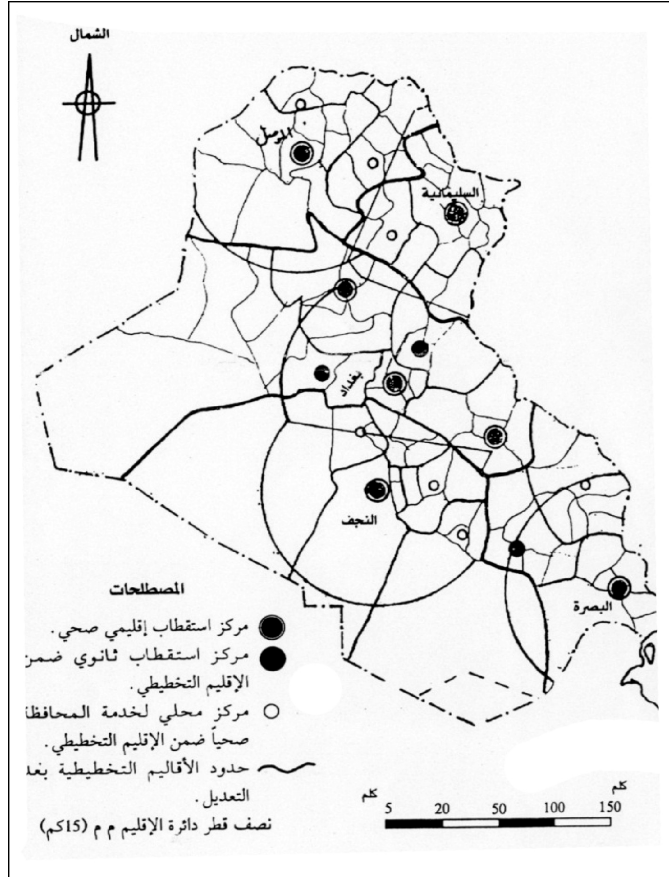 الشمال
الموصل
السليمانية
بغداد
النجف
البصرة
المصطلحات
مركز استقطاب إقليمي صحي.
مركز استقطاب ثانوي ضمن
الإقليم التخطيطي.
مركز محلي لخدمة المحافظة
صحياً ضمن الإقليم التخطيطي.
حدود الأقاليم التخطيطية بعد
التعديل.
نصف قطر دائرة الإقليم م م (15كم)
كلم كلم
5 20 50 100 150